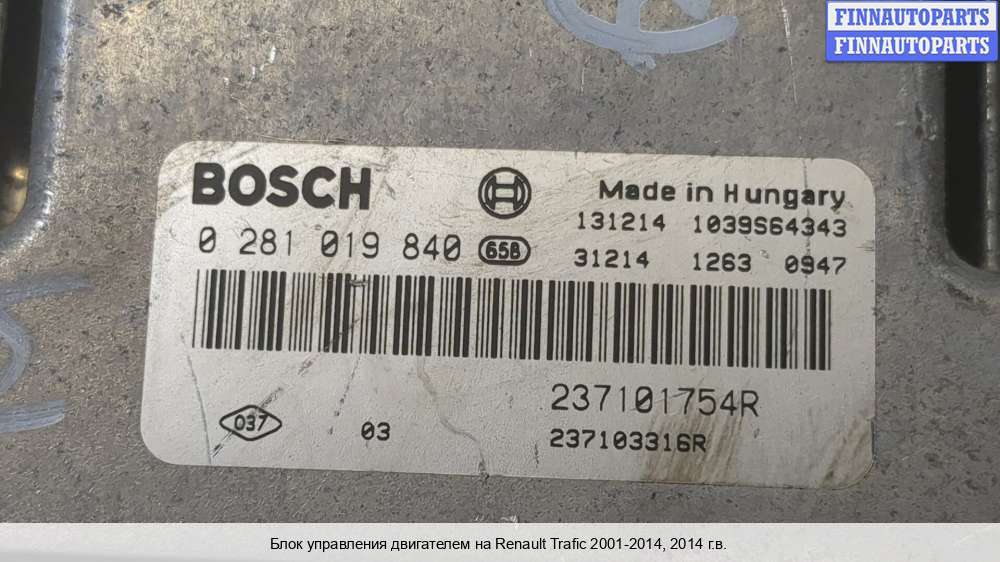 FINNAUTOPARTS
FINNAUTOPARTS
BOSCH
Made in Hungary
131214 1039S64343
0 281 019 840 658
31214 1263 0947
237101754R
037 03
237103316R
Блок управления двигателем на Renault Trafic 2001-2014, 2014 г.в.